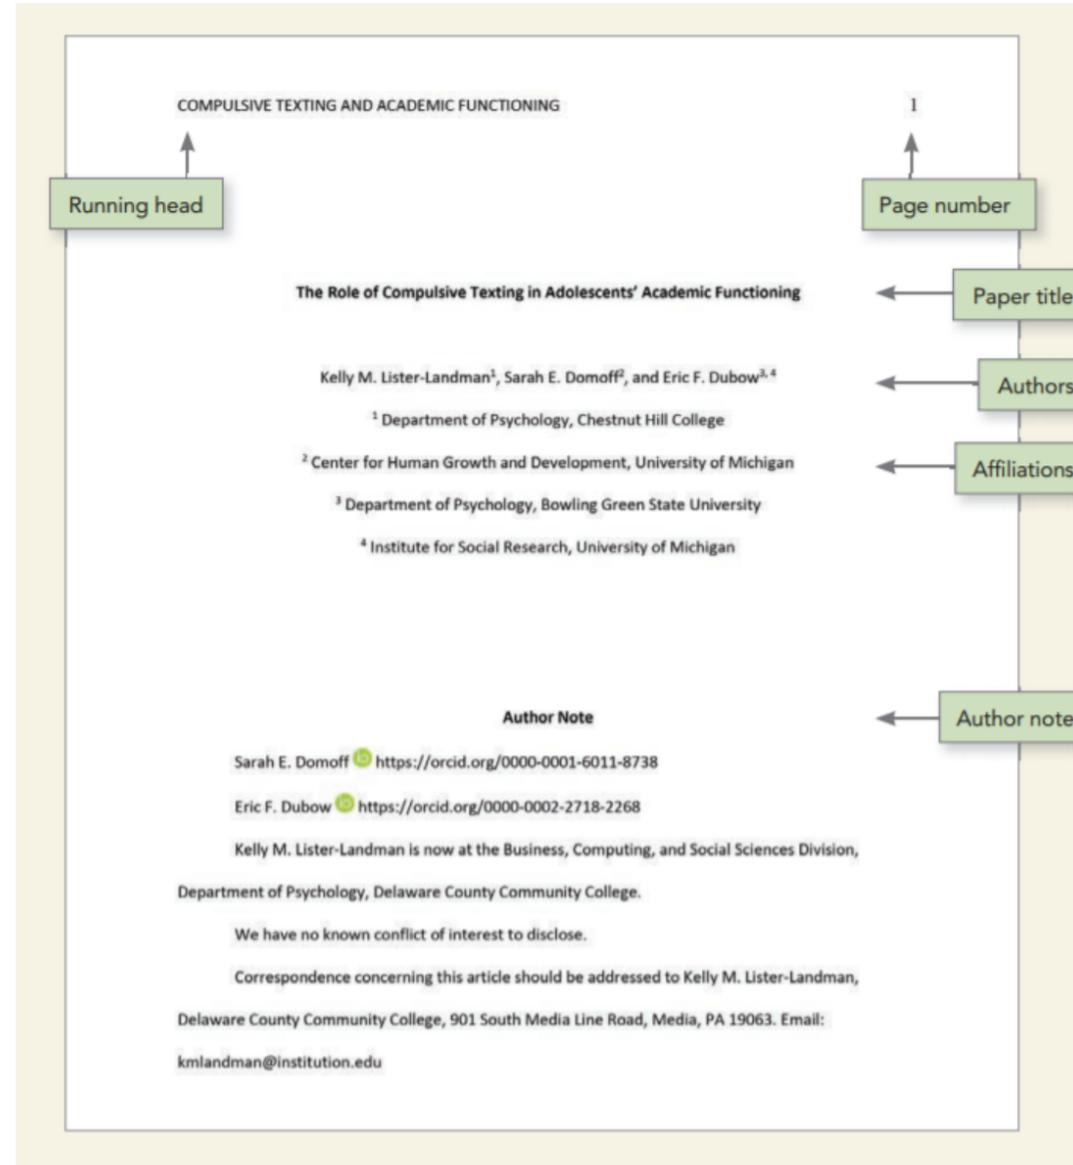 COMPULSIVE TEXTING AND ACADEMIC FUNCTIONING 1
Running head
Page number
The Role of Compulsive Texting in Adolescents’ Academic Functioning
Paper title
Kelly M. Lister-Landman¹, Sarah E. Domoff², and Eric F. Dubow³,⁴
Authors
¹ Department of Psychology, Chestnut Hill College
² Center for Human Growth and Development, University of Michigan
Affiliations
³ Department of Psychology, Bowling Green State University
⁴ Institute for Social Research, University of Michigan
Author Note
Author note
Sarah E. Domoff iD https://orcid.org/0000-0001-6011-8738
Eric F. Dubow iD https://orcid.org/0000-0002-2718-2268
Kelly M. Lister-Landman is now at the Business, Computing, and Social Sciences Division,
Department of Psychology, Delaware County Community College.
We have no known conflict of interest to disclose.
Correspondence concerning this article should be addressed to Kelly M. Lister-Landman,
Delaware County Community College, 901 South Media Line Road, Media, PA 19063. Email:
kmlandman@institution.edu